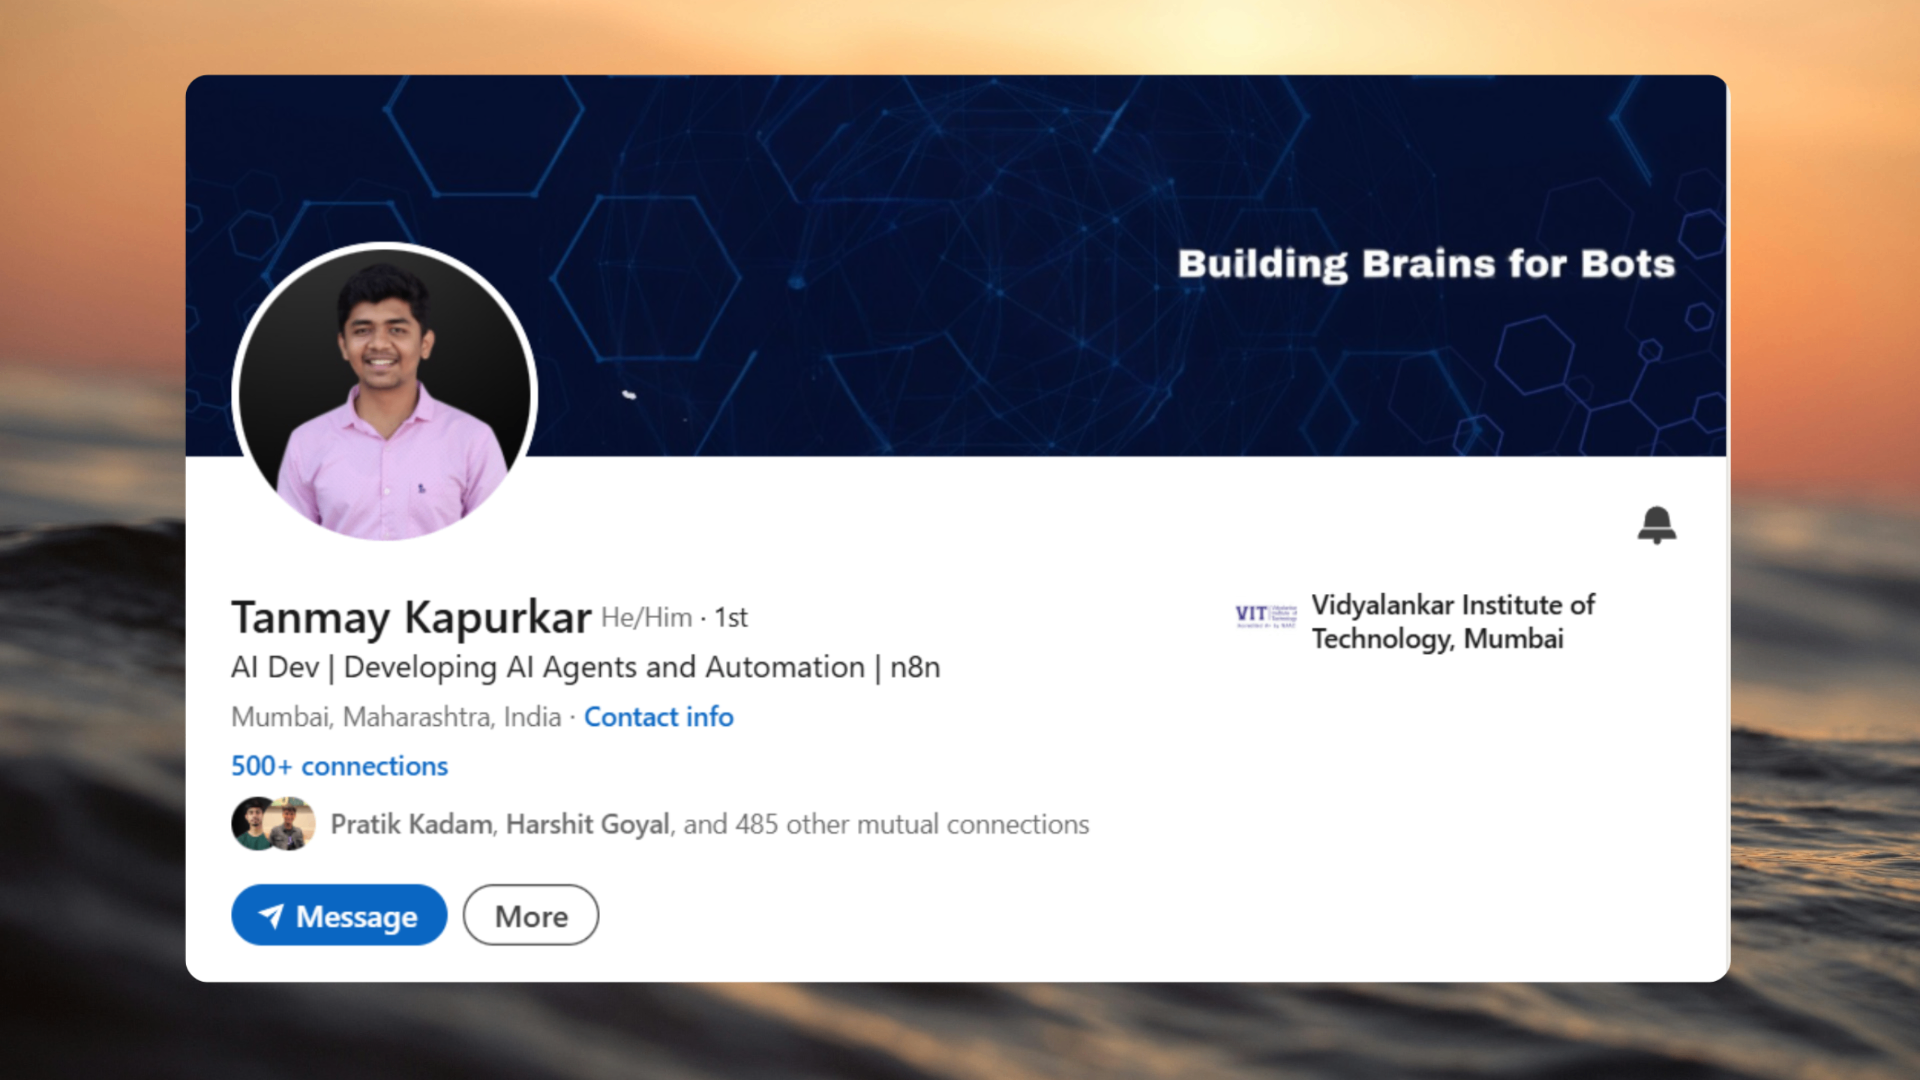 Building Brains for Bots
Tanmay Kapurkar He/Him · 1st
AI Dev | Developing AI Agents and Automation | n8n
Mumbai, Maharashtra, India · Contact info
500+ connections
Pratik Kadam, Harshit Goyal, and 485 other mutual connections
Message
More
VIT
Vidyalankar Institute of
Technology, Mumbai